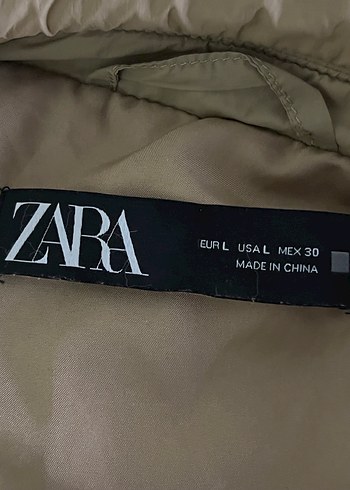 ZARA
EUR L USA L MEX 30
MADE IN CHINA